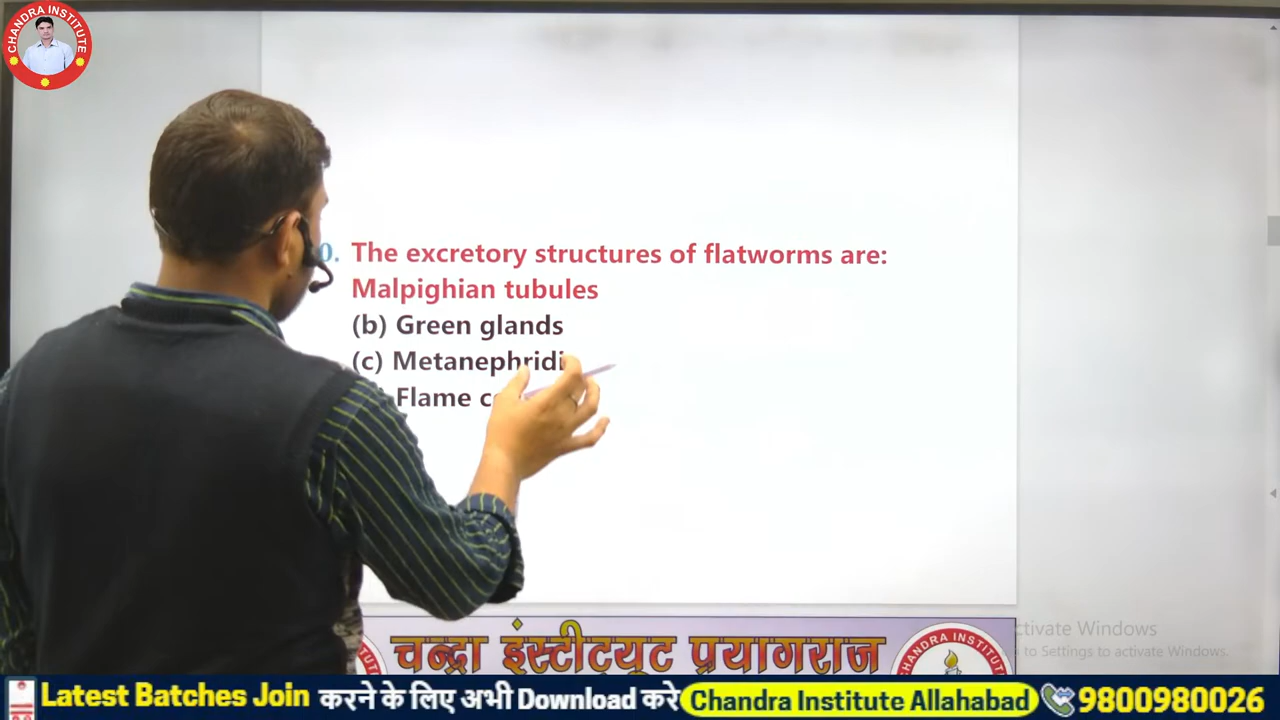 CHANDRA INSTITUTE
0. The excretory structures of flatworms are:
Malpighian tubules
(b) Green glands
(c) Metanephridi
Flame
चन्द्रा इंस्टीट्यूट प्रयागराज
CHANDRA INSTITUTE
Activate Windows
to Settings to activate Windows.
Latest Batches Join करने के लिए अभी Download करे Chandra Institute Allahabad 9800980026